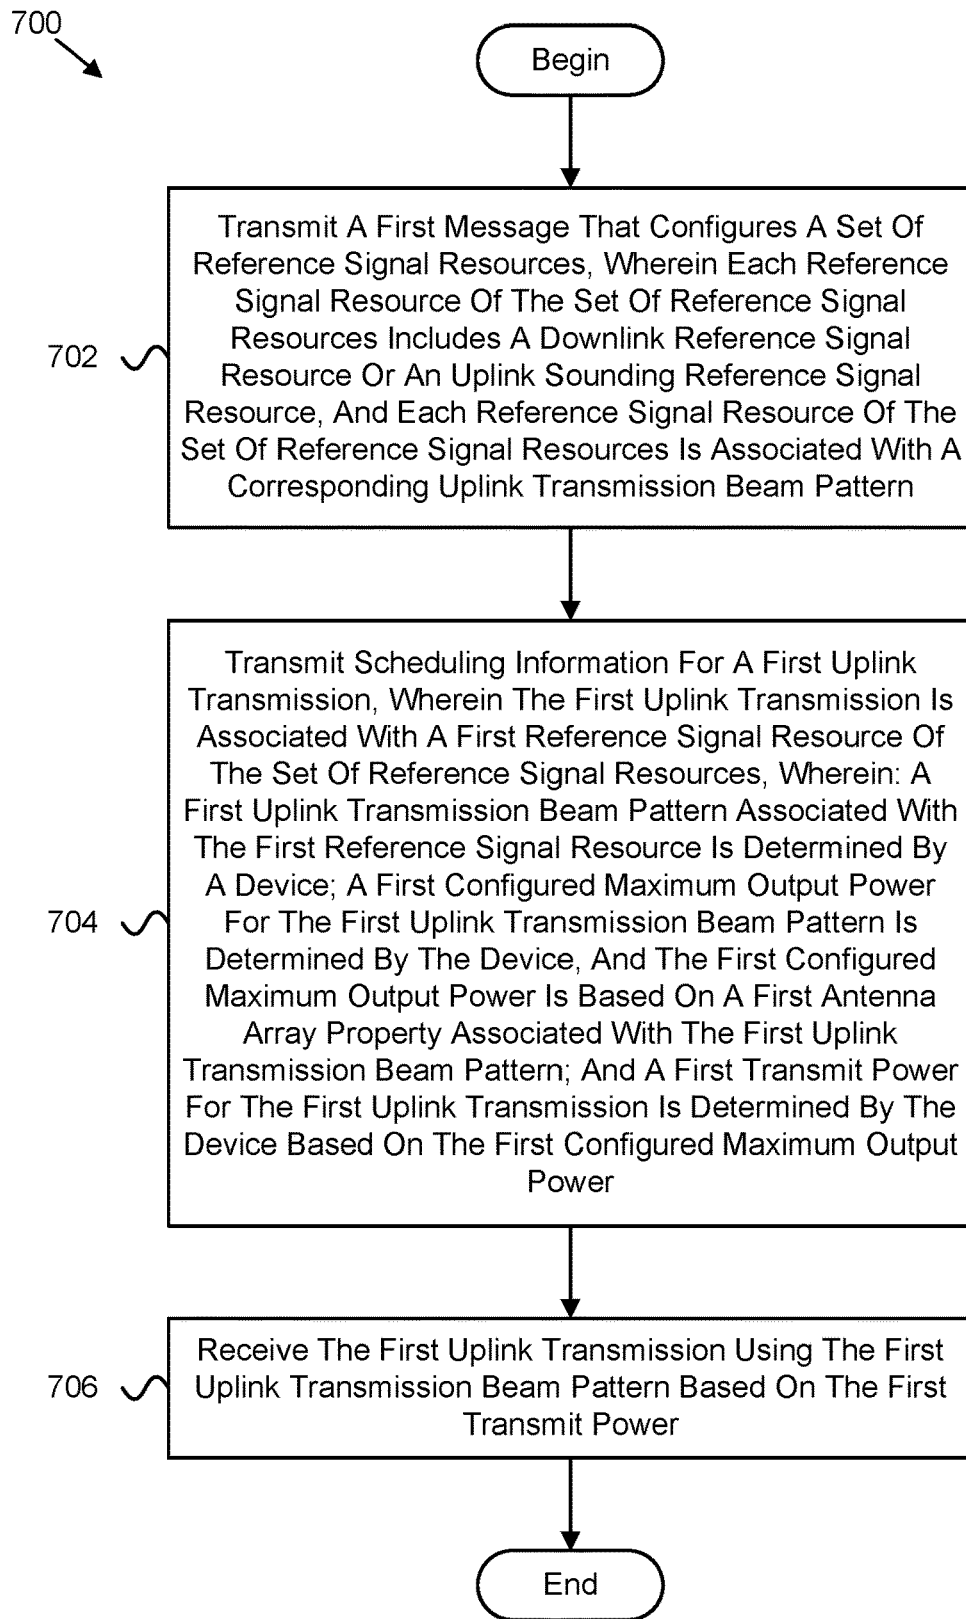 700
Begin
Transmit A First Message That Configures A Set Of
Reference Signal Resources, Wherein Each Reference
Signal Resource Of The Set Of Reference Signal
Resources Includes A Downlink Reference Signal
Resource Or An Uplink Sounding Reference Signal
Resource, And Each Reference Signal Resource Of The
Set Of Reference Signal Resources Is Associated With A
Corresponding Uplink Transmission Beam Pattern
702
Transmit Scheduling Information For A First Uplink
Transmission, Wherein The First Uplink Transmission Is
Associated With A First Reference Signal Resource Of
The Set Of Reference Signal Resources, Wherein: A
First Uplink Transmission Beam Pattern Associated With
The First Reference Signal Resource Is Determined By
A Device; A First Configured Maximum Output Power
For The First Uplink Transmission Beam Pattern Is
Determined By The Device, And The First Configured
Maximum Output Power Is Based On A First Antenna
Array Property Associated With The First Uplink
Transmission Beam Pattern; And A First Transmit Power
For The First Uplink Transmission Is Determined By The
Device Based On The First Configured Maximum Output
Power
704
Receive The First Uplink Transmission Using The First
Uplink Transmission Beam Pattern Based On The First
Transmit Power
706
End